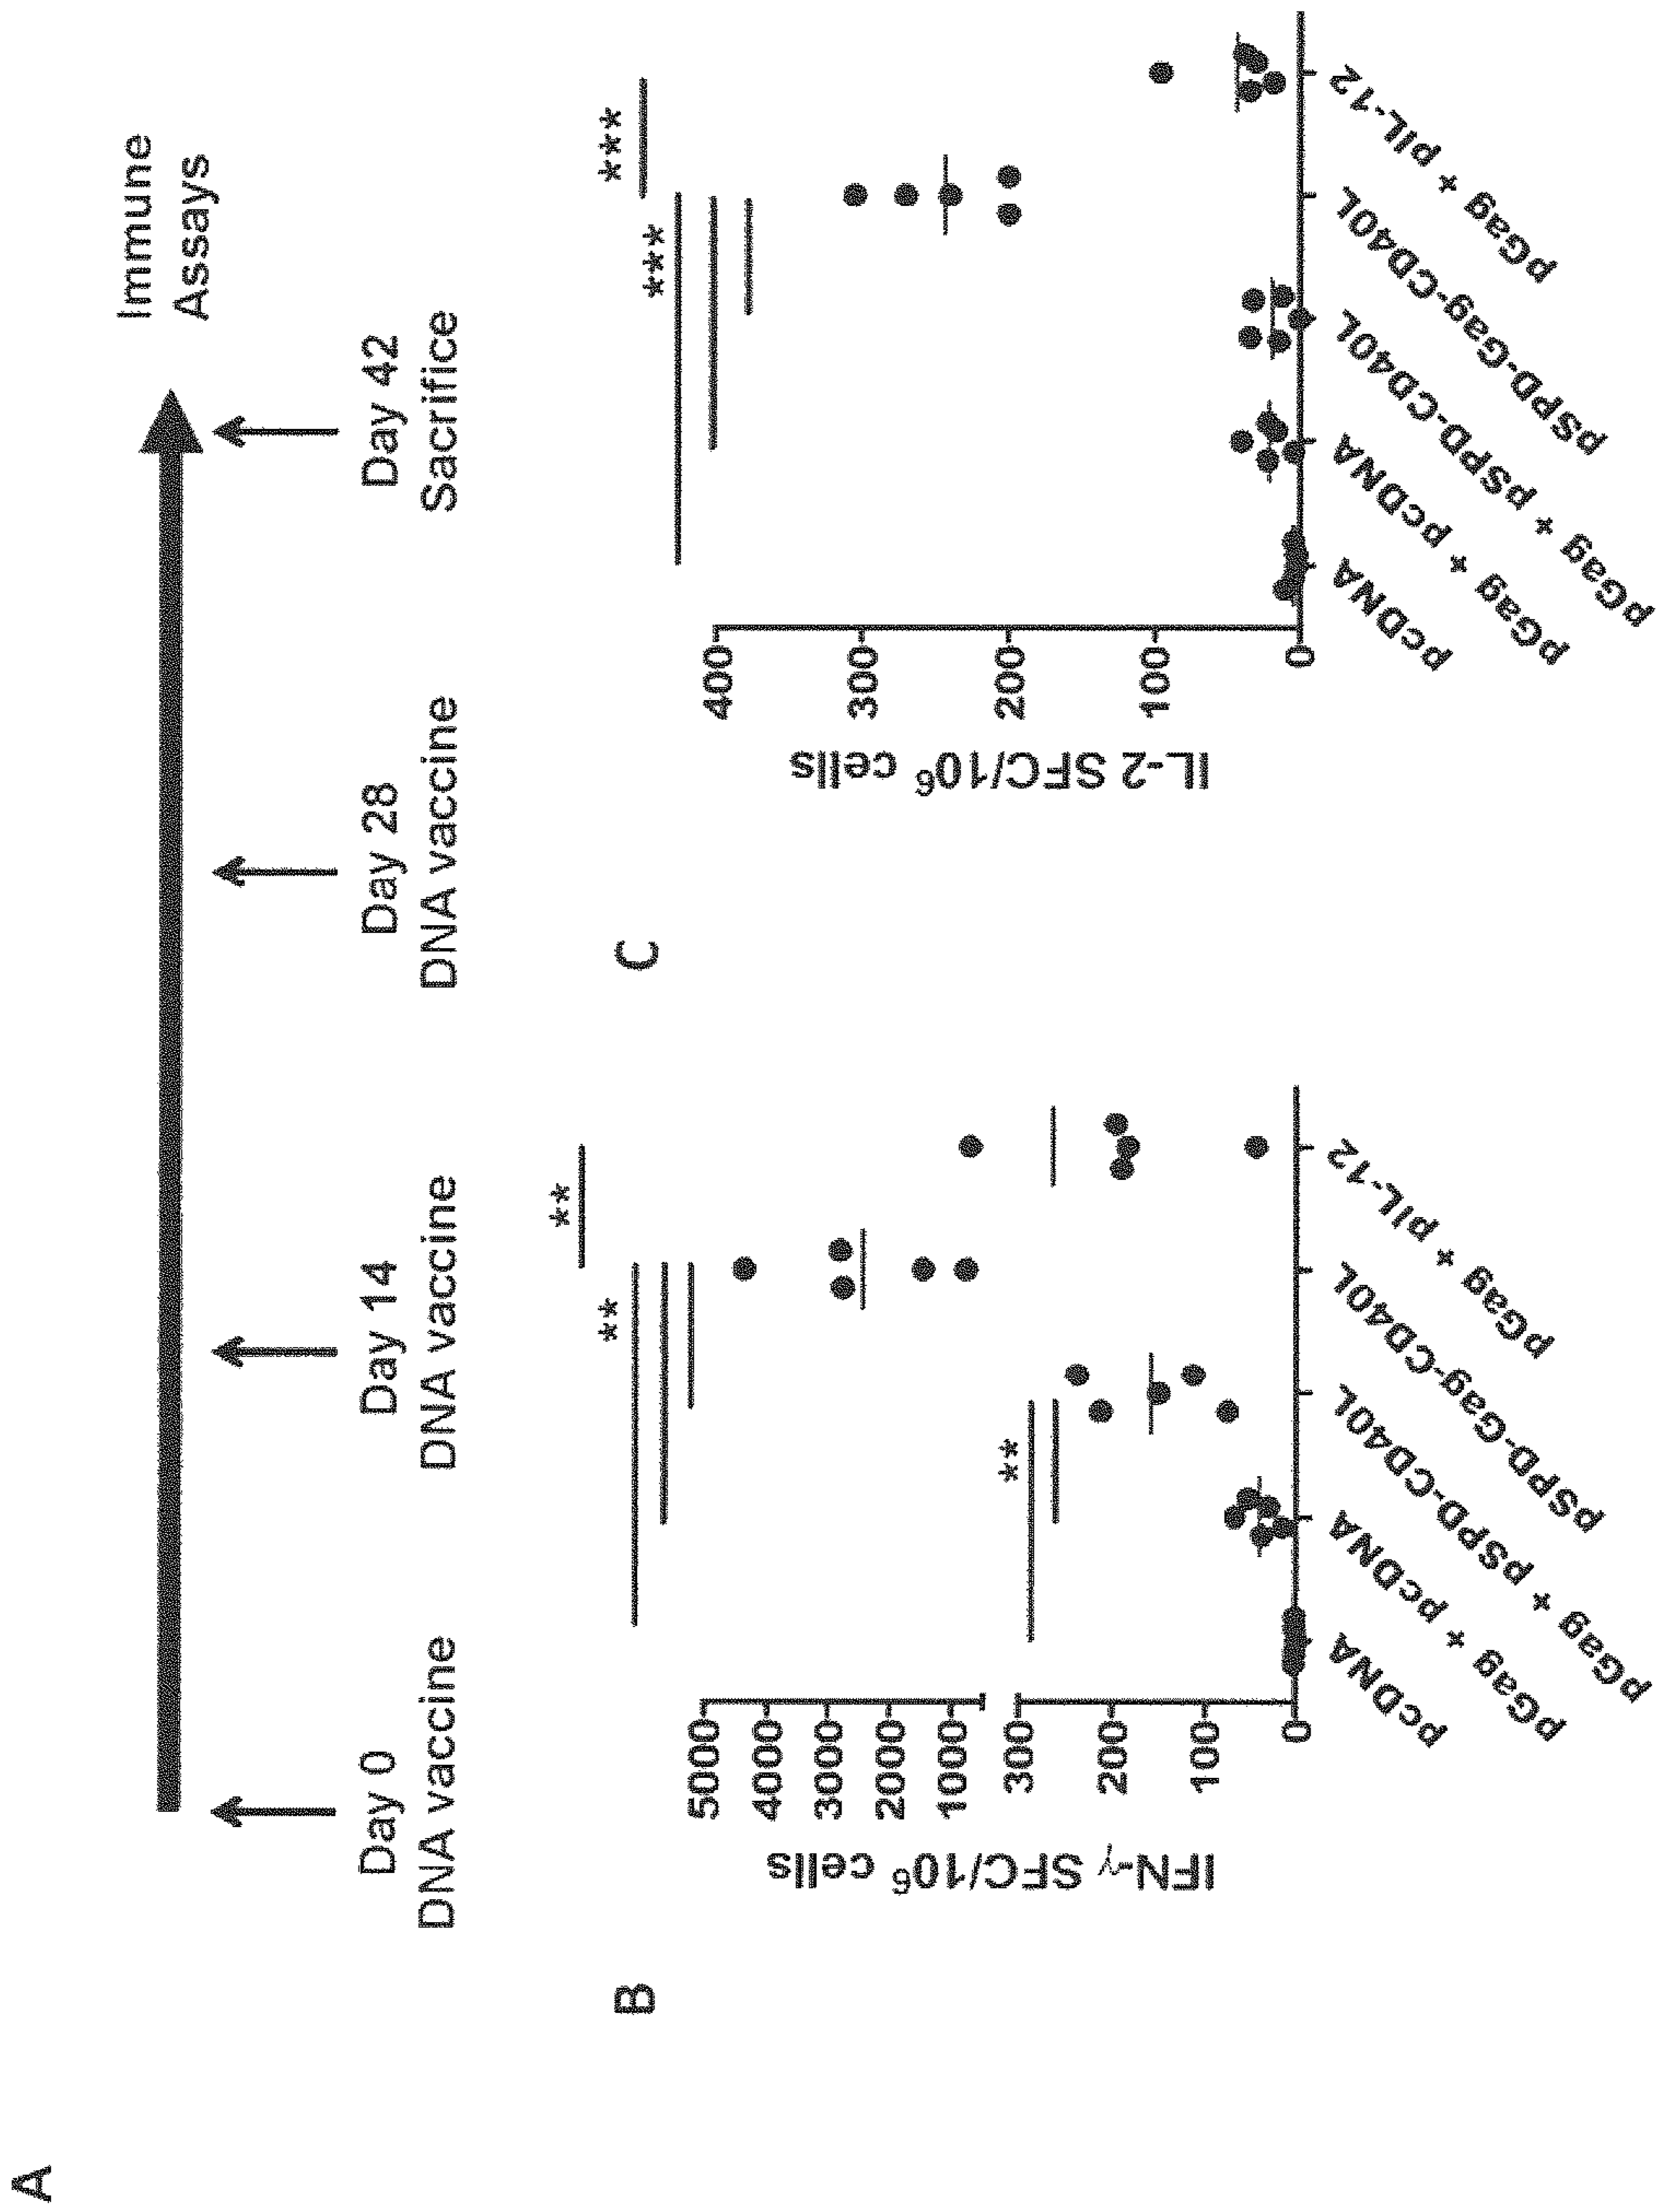 A
Immune
Assays
Day 0
DNA vaccine
Day 14
DNA vaccine
Day 28
DNA vaccine
Day 42
Sacrifice
B
IFN-γ SFC/10⁶ cells
5000
4000
3000
2000
1000
300
200
100
0
**
**
**
pcDNA
pGag + pcDNA
pGag + pSPD-CD40L
pSPD-Gag-CD40L
pGag + pIL-12
C
IL-2 SFC/10⁶ cells
400
300
200
100
0
***
***
pcDNA
pGag + pcDNA
pGag + pSPD-CD40L
pSPD-Gag-CD40L
pGag + pIL-12